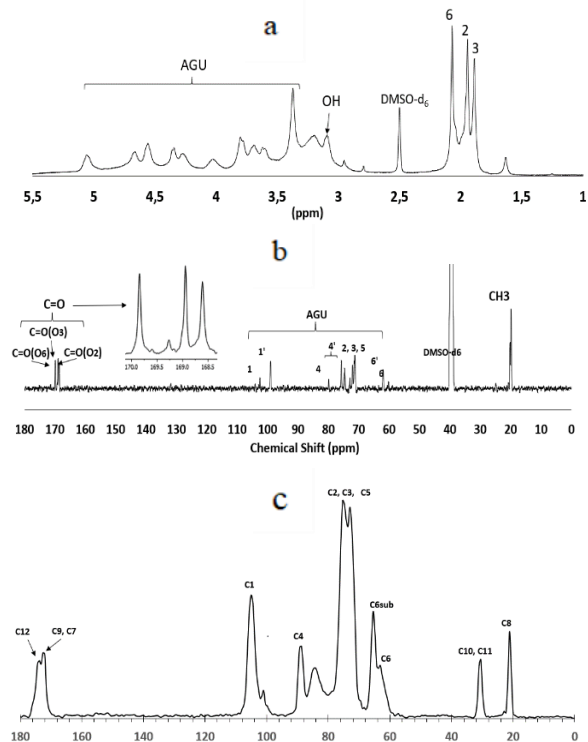 a
AGU
OH
DMSO-d6
6
2
3
5,5 5 4,5 4 3,5 3 2,5 2 1,5 1
(ppm)
b
C=O
C=O(O3)
C=O(O6) C=O(O2)
170.0 169.5 169.0 168.5
AGU
1 1' 4 4' 2, 3, 5 6' 6
DMSO-d6
CH3
180 170 160 150 140 130 120 110 100 90 80 70 60 50 40 30 20 10 0
Chemical Shift (ppm)
c
C12
C9, C7
C1
C4
C2, C3, C5
C6sub
C6
C10, C11
C8
180 160 140 120 100 80 60 40 20 0